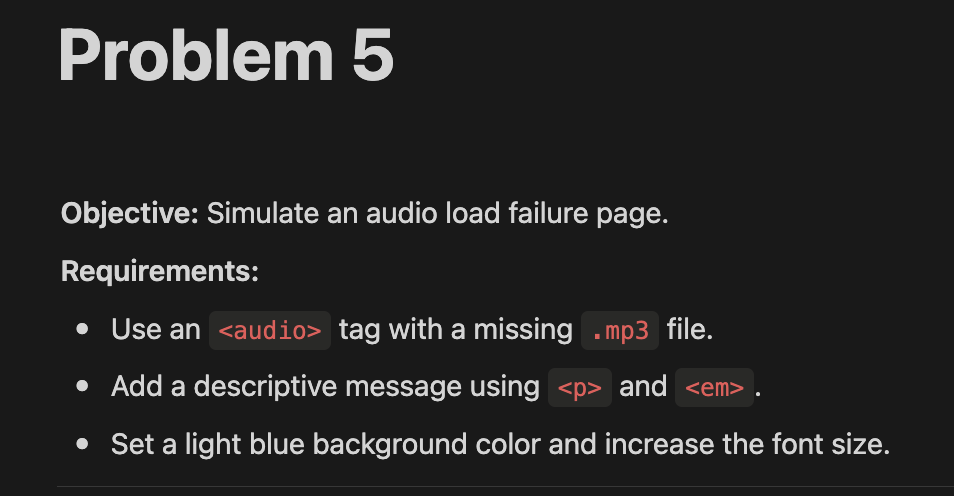 Problem 5
Objective: Simulate an audio load failure page.
Requirements:
• Use an <audio> tag with a missing .mp3 file.
• Add a descriptive message using <p> and <em>.
• Set a light blue background color and increase the font size.